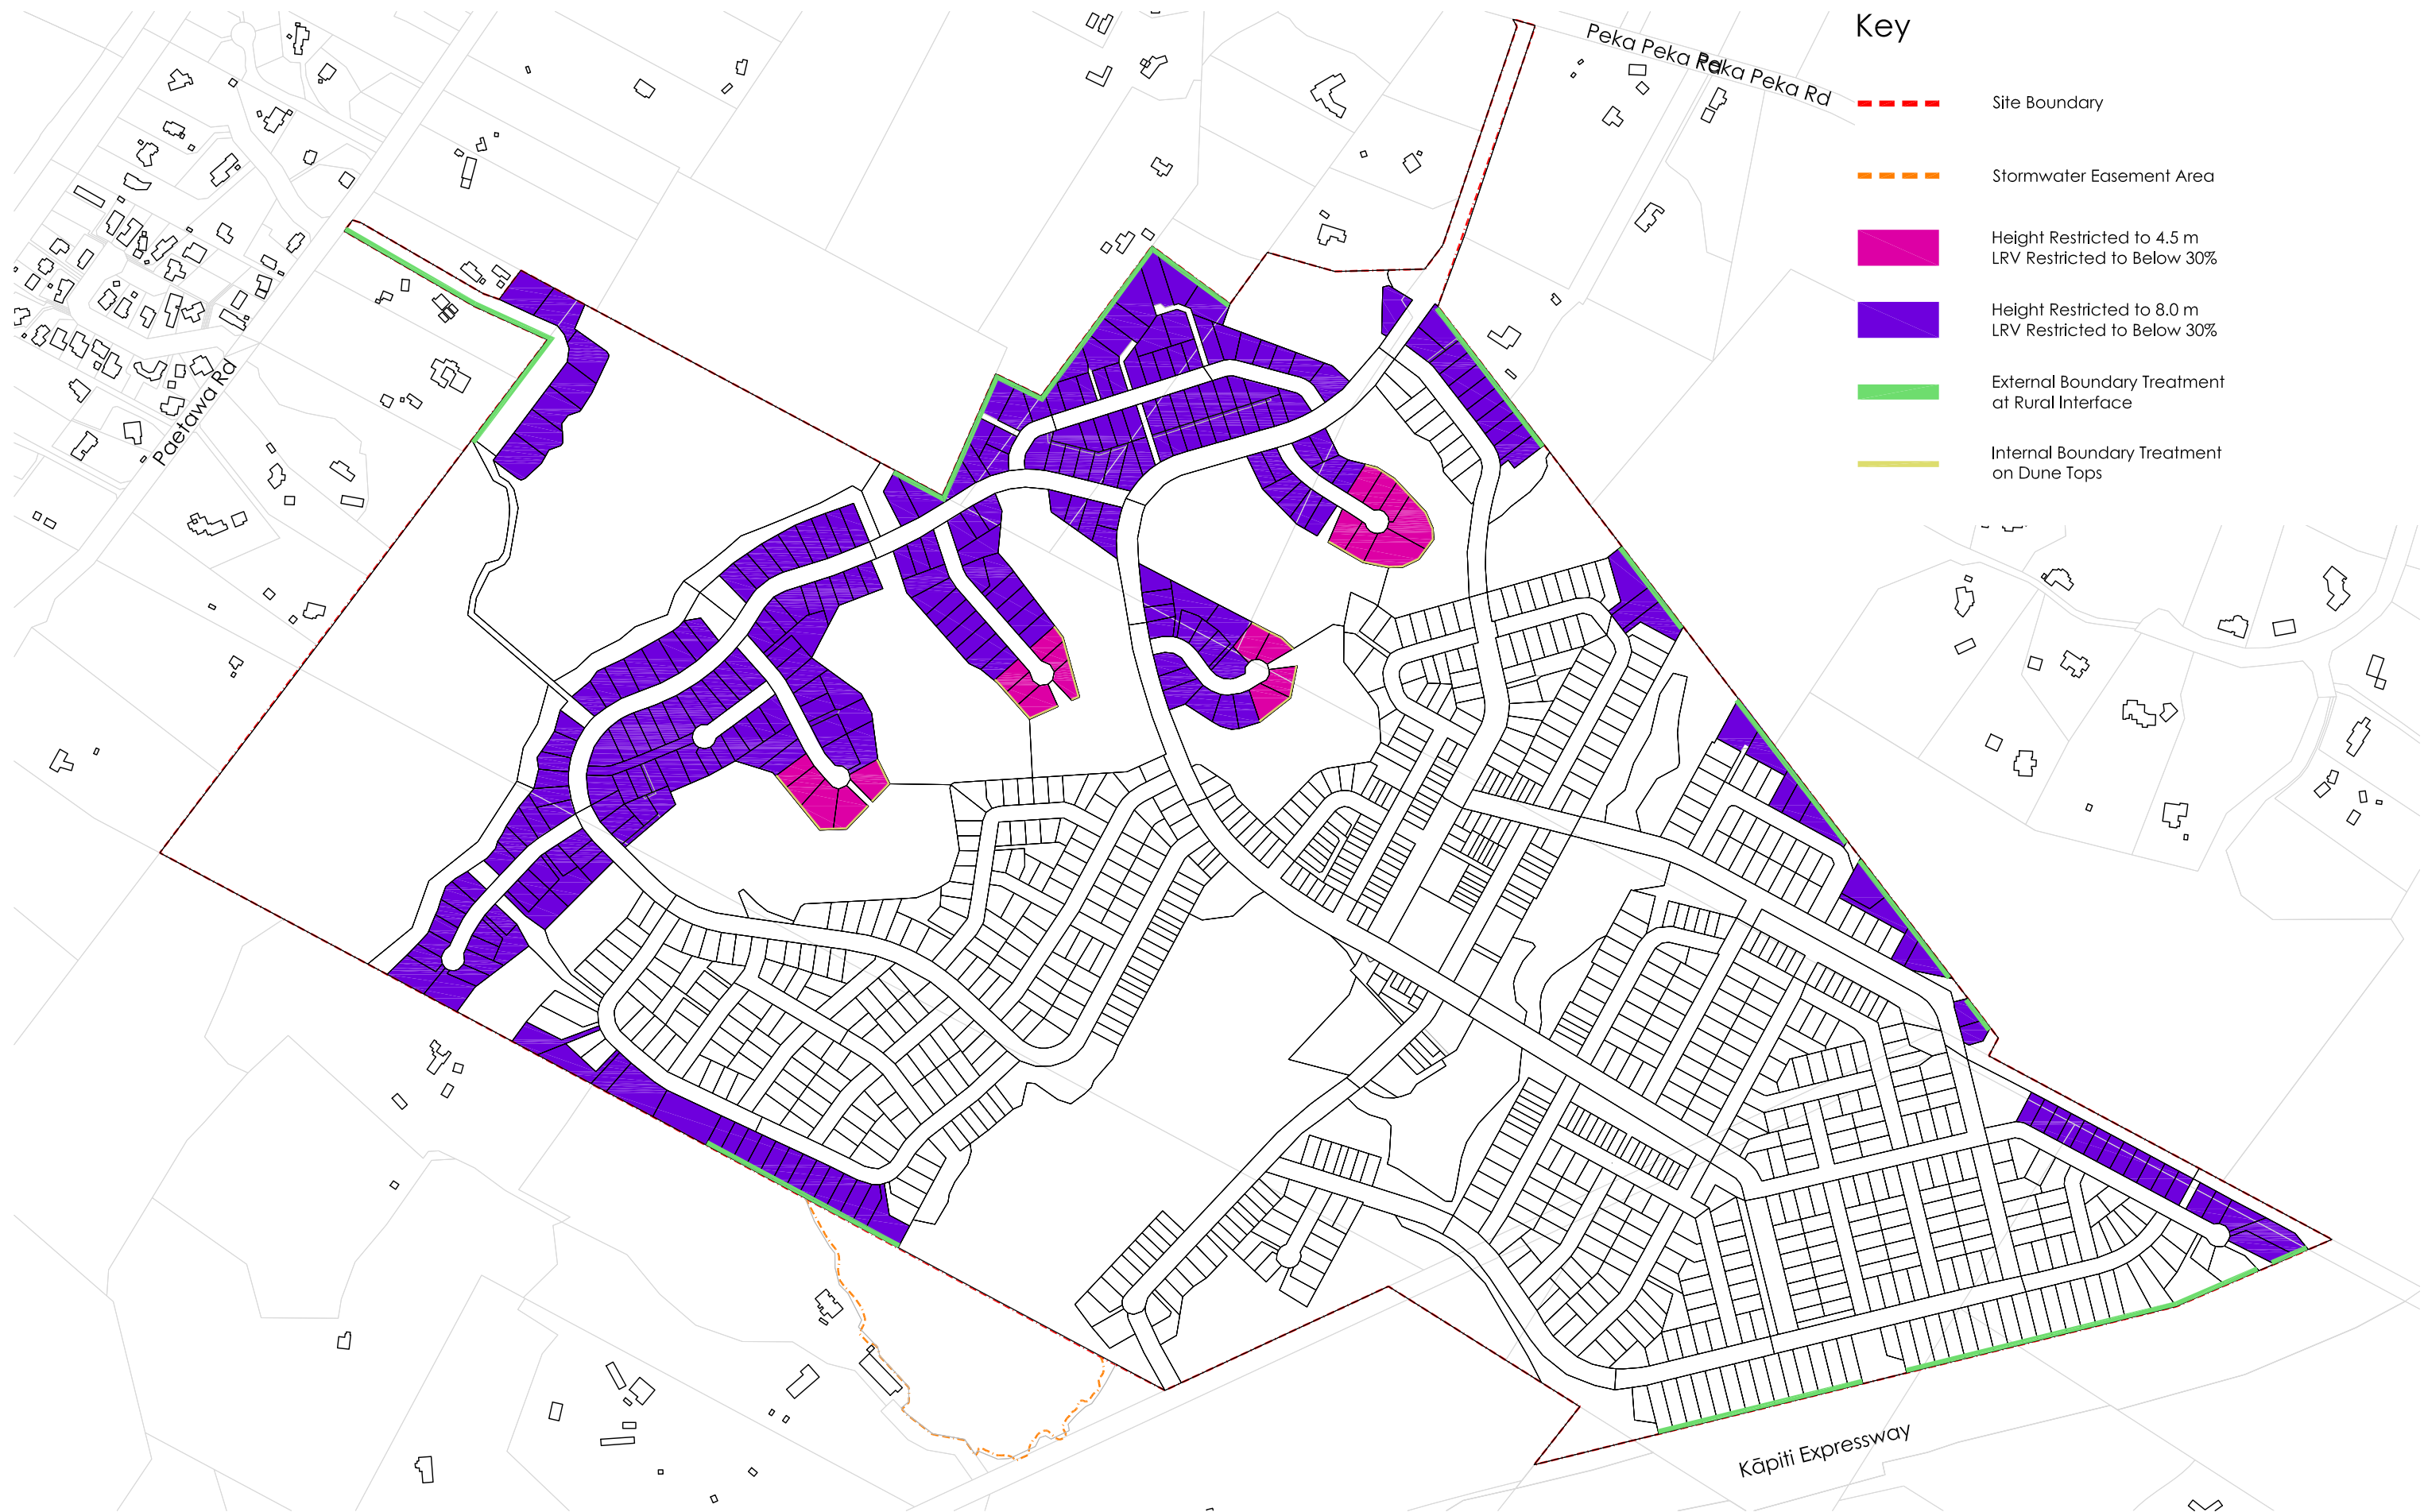 Key
Peka Peka Rd
Peka Peka Rd
Site Boundary
Stormwater Easement Area
Height Restricted to 4.5 m
LRV Restricted to Below 30%
Height Restricted to 8.0 m
LRV Restricted to Below 30%
External Boundary Treatment
at Rural Interface
Internal Boundary Treatment
on Dune Tops
Paetawa Rd
Kāpiti Expressway